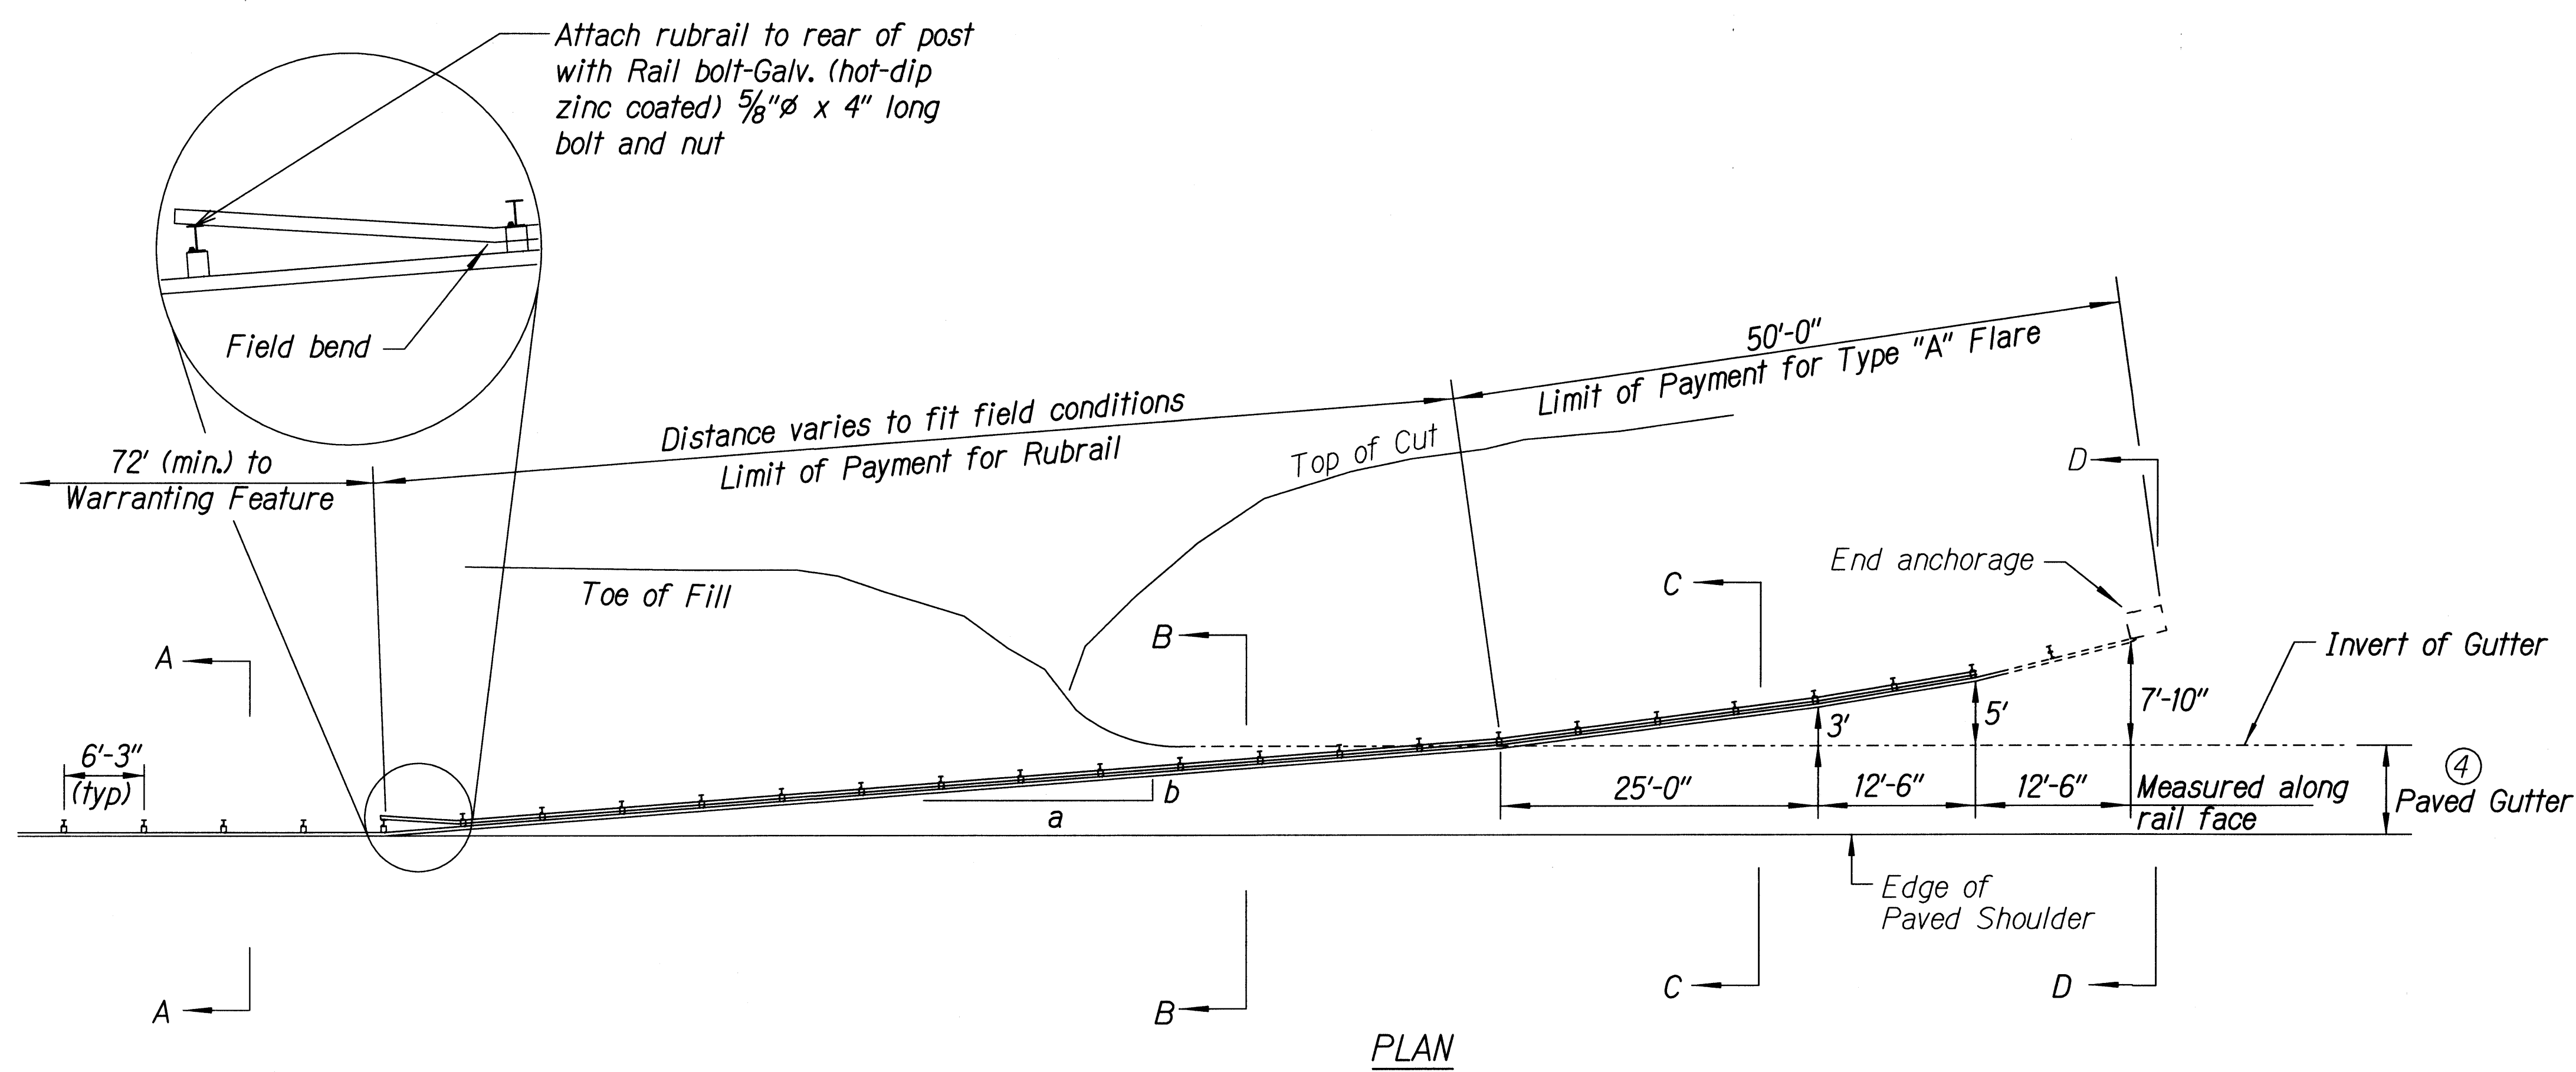 Attach rubrail to rear of post
with Rail bolt-Galv. (hot-dip
zinc coated) 5/8"ø x 4" long
bolt and nut
Field bend
50'-0"
Limit of Payment for Type "A" Flare
Distance varies to fit field conditions
Limit of Payment for Rubrail
72' (min.) to
Warranting Feature
Top of Cut
Toe of Fill
End anchorage
Invert of Gutter
D
C
B
A
6'-3"
(typ)
3'
5'
7'-10"
b
a
25'-0"
12'-6"
12'-6"
Measured along
rail face
4
Paved Gutter
Edge of
Paved Shoulder
A
B
C
D
PLAN